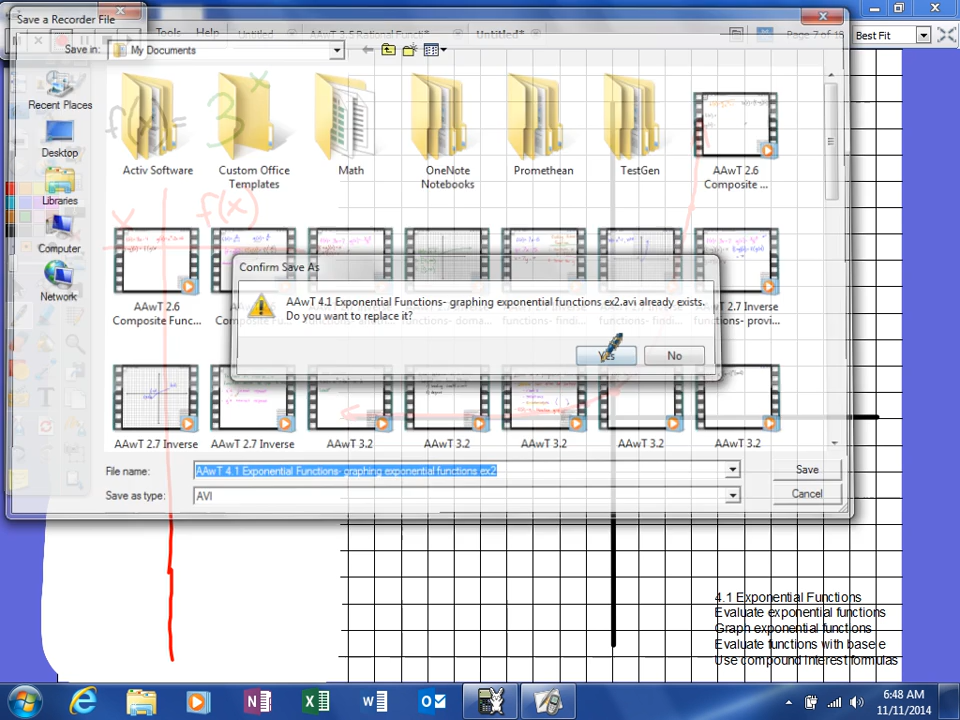 Save a Recorder File
Tools Help Untitled AAwT 3.5 Rational Functi* Untitled* Page 7 of 18 Best Fit
Save in: My Documents
Recent Places
Desktop
Libraries
Computer
Network
f(x) = 3^x
x f(x)
Activ Software
Custom Office Templates
Math
OneNote Notebooks
Promethean
TestGen
AAwT 2.6 Composite ...
AAwT 2.6 Composite Func...
AAwT 2.7 Inverse functions- provi...
Confirm Save As
AAwT 4.1 Exponential Functions- graphing exponential functions ex2.avi already exists.
Do you want to replace it?
Yes No
AAwT 2.7 Inverse
AAwT 2.7 Inverse
AAwT 3.2
AAwT 3.2
AAwT 3.2
AAwT 3.2
AAwT 3.2
File name: AAwT 4.1 Exponential Functions- graphing exponential functions ex2 Save
Save as type: AVI Cancel
4.1 Exponential Functions
Evaluate exponential functions
Graph exponential functions
Evaluate functions with base e
Use compound interest formulas
6:48 AM
11/11/2014